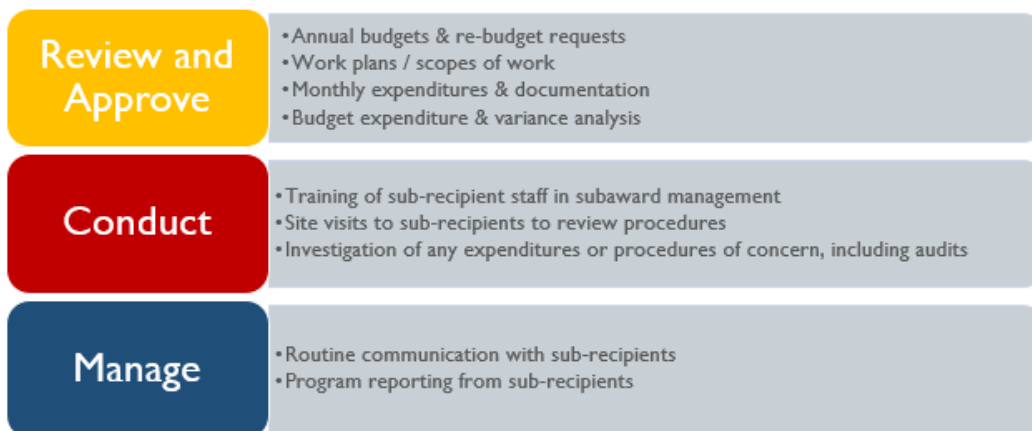 Review and
Approve
•Annual budgets & re-budget requests
•Work plans / scopes of work
•Monthly expenditures & documentation
•Budget expenditure & variance analysis
Conduct
•Training of sub-recipient staff in subaward management
•Site visits to sub-recipients to review procedures
•Investigation of any expenditures or procedures of concern, including audits
Manage
•Routine communication with sub-recipients
•Program reporting from sub-recipients